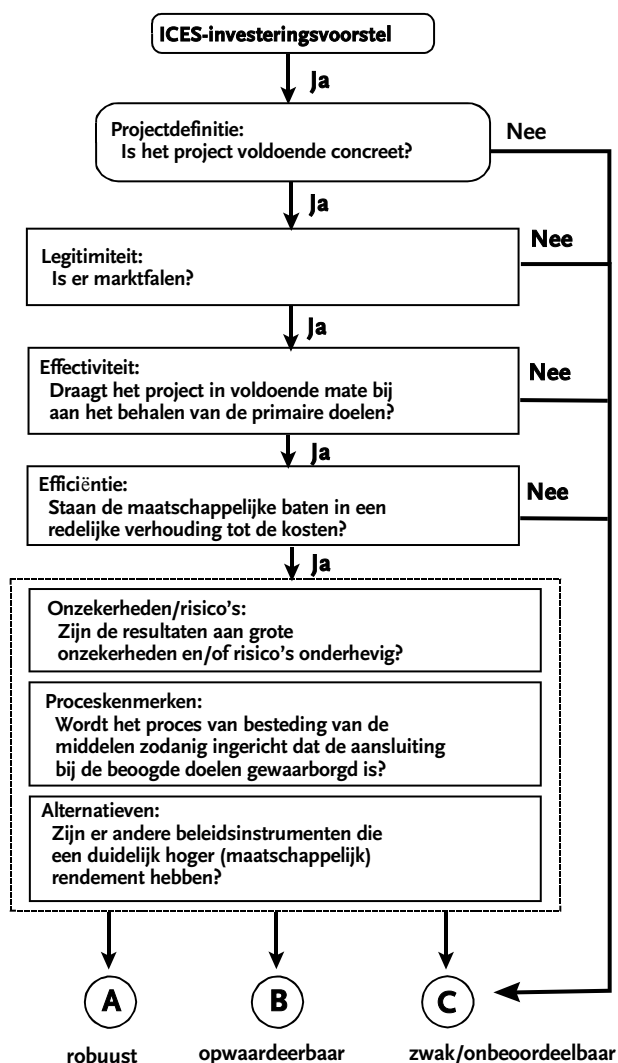 ICES-investeringsvoorstel
Ja
Projectdefinitie:
Is het project voldoende concreet?
Nee
Ja
Legitimiteit:
Is er marktfalen?
Nee
Ja
Effectiviteit:
Draagt het project in voldoende mate bij
aan het behalen van de primaire doelen?
Nee
Ja
Efficiëntie:
Staan de maatschappelijke baten in een
redelijke verhouding tot de kosten?
Nee
Ja
Onzekerheden/risico's:
Zijn de resultaten aan grote
onzekerheden en/of risico's onderhevig?
Proceskenmerken:
Wordt het proces van besteding van de
middelen zodanig ingericht dat de aansluiting
bij de beoogde doelen gewaarborgd is?
Alternatieven:
Zijn er andere beleidsinstrumenten die
een duidelijk hoger (maatschappelijk)
rendement hebben?
A B C
robuust opwaardeerbaar zwak/onbeoordeelbaar